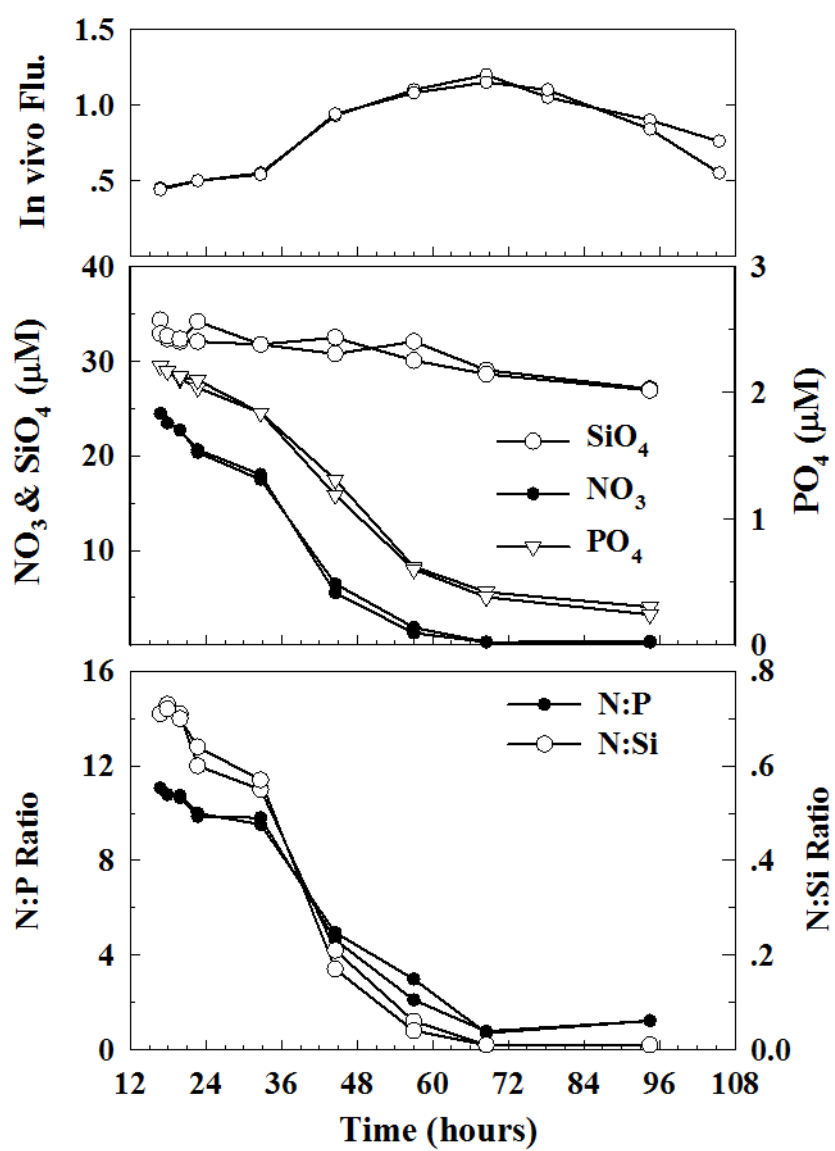 In vivo Flu.
1.5
1.0
.5
NO3 & SiO4 (μM)
40
30
20
10
PO4 (μM)
3
2
1
0
SiO4
NO3
PO4
N:P Ratio
16
12
8
4
0
N:Si Ratio
.8
.6
.4
.2
0.0
N:P
N:Si
12 24 36 48 60 72 84 96 108
Time (hours)